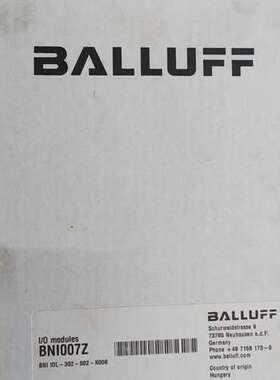 BALLUFF
I/O modules
BNI007Z
BNI IOL-302-002-K006
BALLUFF
Schurwaldstrasse 9
73765 Neuhausen a.d.F.
Germany
Phone +49 7158 173-0
www.balluff.com
Country of origin
Hungary